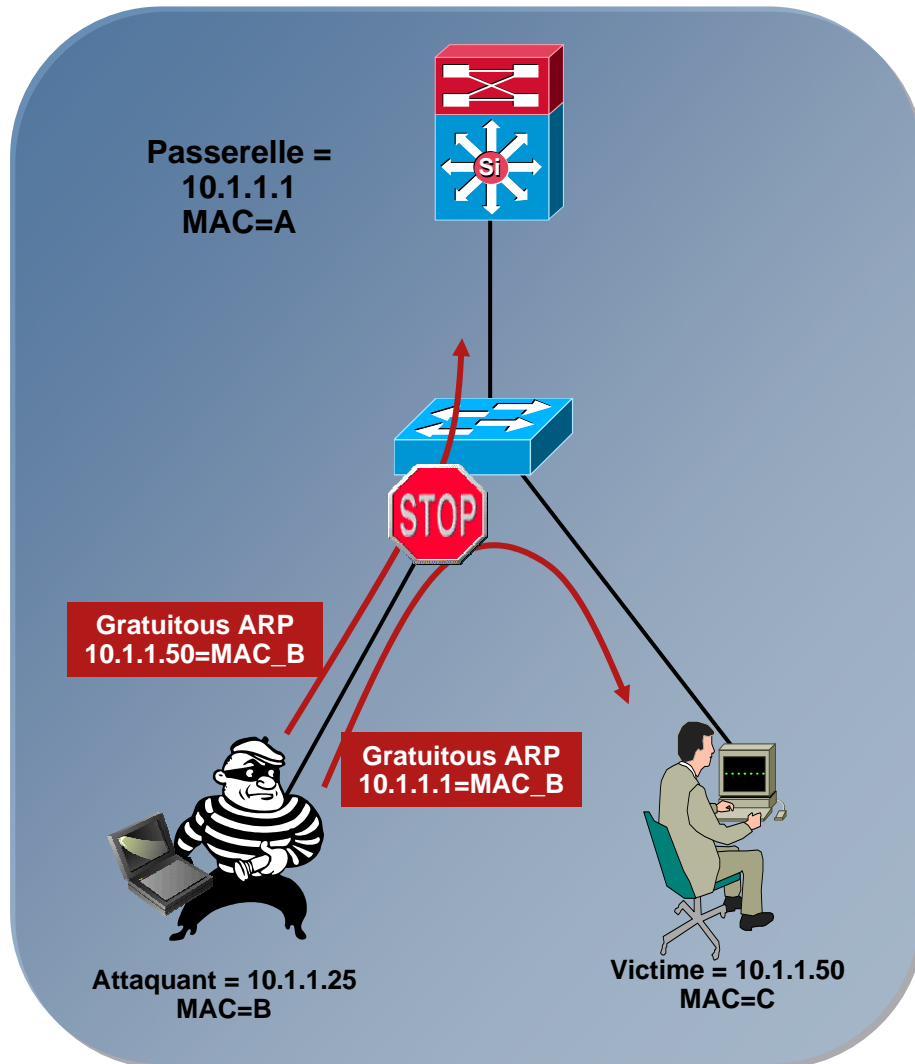 Passerelle =
10.1.1.1
MAC=A
Si
STOP
Gratuitous ARP
10.1.1.50=MAC_B
Gratuitous ARP
10.1.1.1=MAC_B
Attaquant = 10.1.1.25
MAC=B
Victime = 10.1.1.50
MAC=C